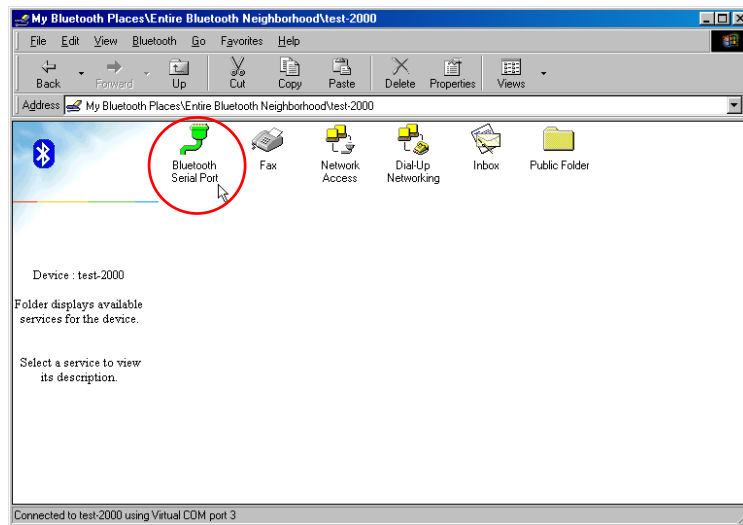 My Bluetooth Places\Entire Bluetooth Neighborhood\test-2000
File Edit View Bluetooth Go Favorites Help
Back Forward Up Cut Copy Paste Delete Properties Views
Address My Bluetooth Places\Entire Bluetooth Neighborhood\test-2000
Bluetooth Serial Port
Fax
Network Access
Dial-Up Networking
Inbox
Public Folder
Device : test-2000
Folder displays available
services for the device.
Select a service to view
its description.
Connected to test-2000 using Virtual COM port 3